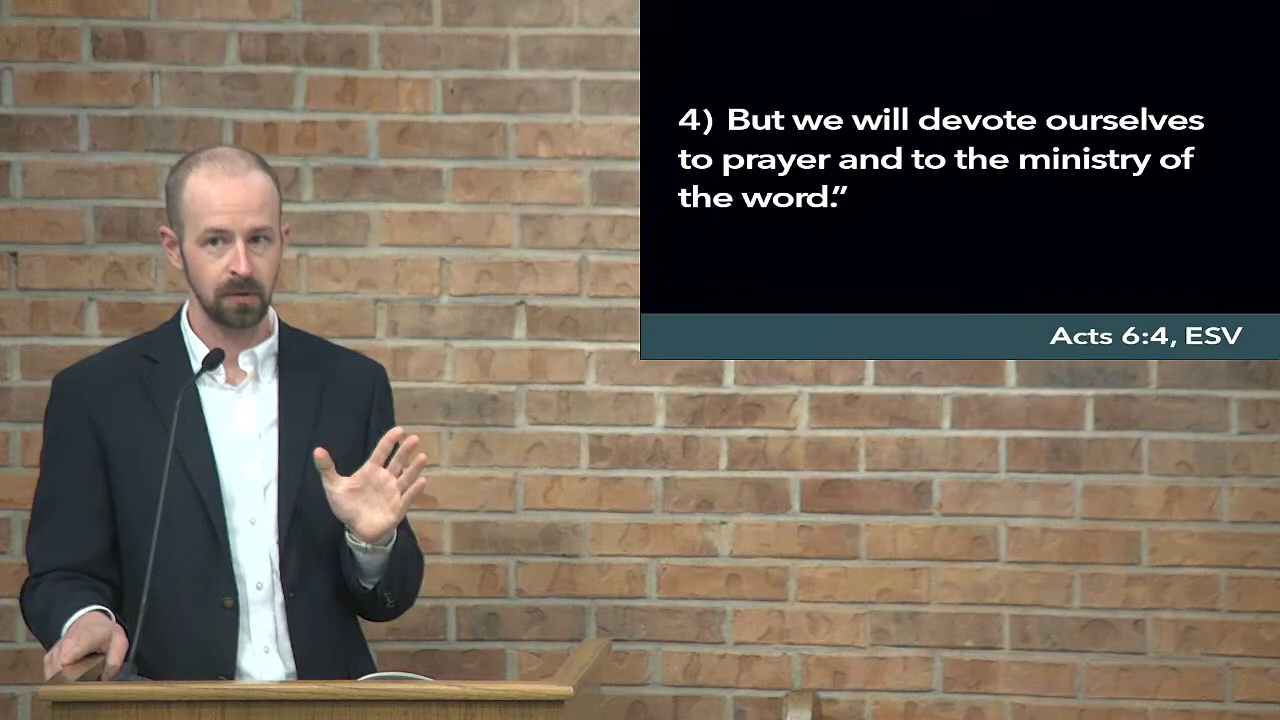 4) But we will devote ourselves
to prayer and to the ministry of
the word.”
Acts 6:4, ESV